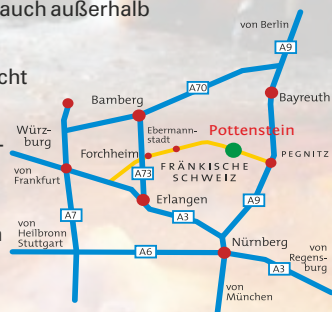 auch außerhalb
von Berlin
A9
cht
A70
Bamberg
Bayreuth
Würz-
burg
Ebermann-
stadt
Pottenstein
Forchheim
PEGNITZ
FRÄNKISCHE
SCHWEIZ
von
Frankfurt
A73
Erlangen
A9
A7
A3
von
Heilbronn
Stuttgart
Nürnberg
A6
von
Regens-
burg
A3
von
München